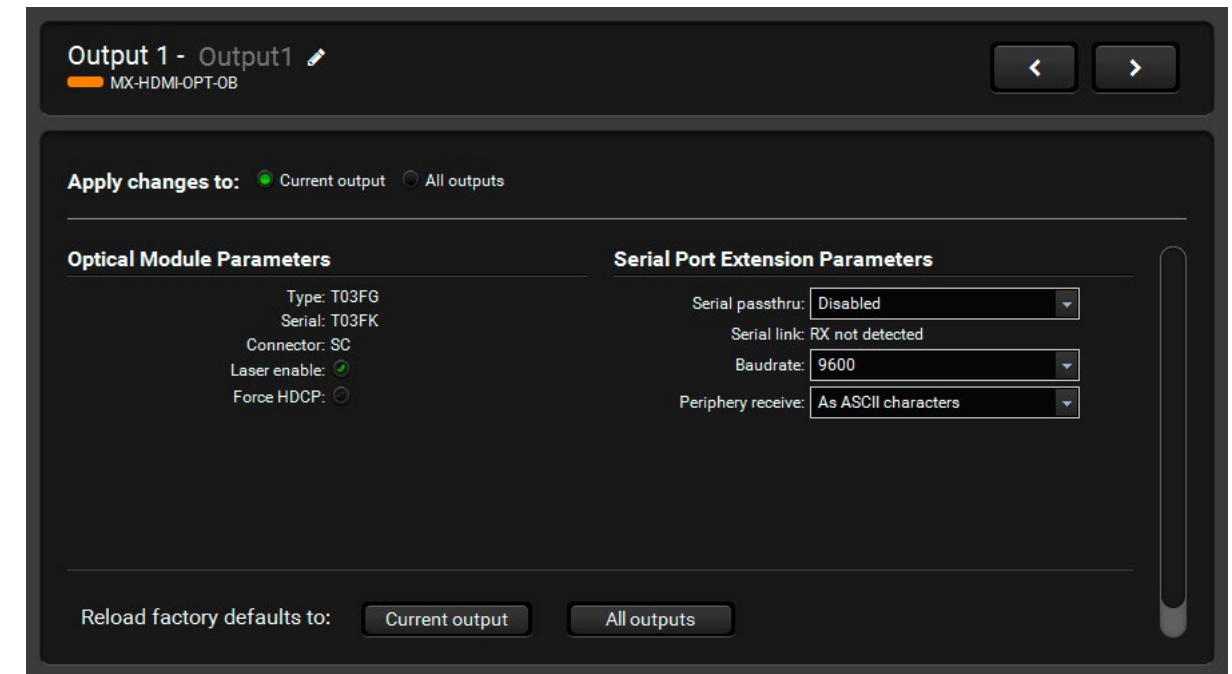 Output 1 - Output1
MX-HDMI-OPT-OB
Apply changes to: Current output All outputs
Optical Module Parameters
Type: T03FG
Serial: T03FK
Connector: SC
Laser enable:
Force HDCP:
Serial Port Extension Parameters
Serial passthru: Disabled
Serial link: RX not detected
Baudrate: 9600
Periphery receive: As ASCII characters
Reload factory defaults to: Current output All outputs